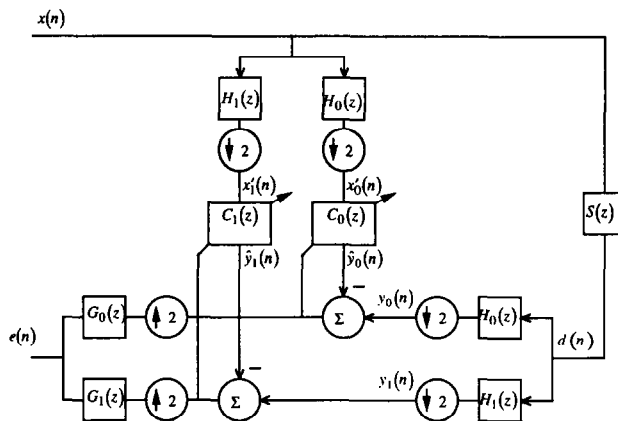 x(n)
H₁(z)
H₀(z)
↓ 2
↓ 2
x′₁(n)
x′₀(n)
C₁(z)
C₀(z)
S(z)
ŷ₁(n)
ŷ₀(n)
−
y₀(n)
G₀(z)
↑ 2
Σ
↓ 2
H₀(z)
e(n)
d(n)
−
y₁(n)
G₁(z)
↑ 2
Σ
↓ 2
H₁(z)